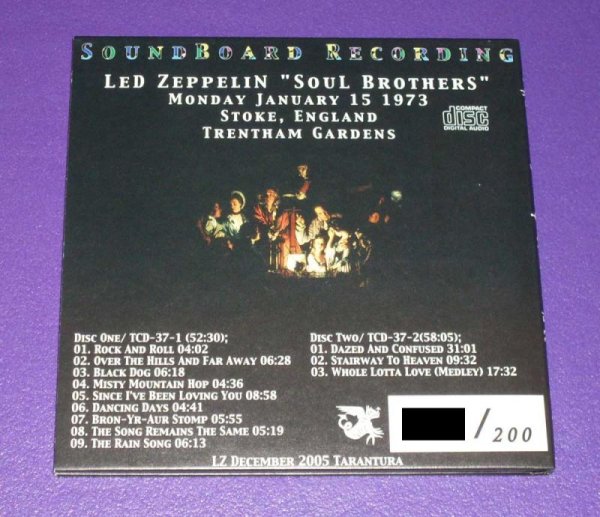 SOUNDBOARD RECORDING
LED ZEPPELIN "SOUL BROTHERS"
MONDAY JANUARY 15 1973
STOKE, ENGLAND
TRENTHAM GARDENS
COMPACT
disc
DIGITAL AUDIO
DISC ONE/ TCD-37-1 (52:30);
01. ROCK AND ROLL 04:02
02. OVER THE HILLS AND FAR AWAY 06:28
03. BLACK DOG 06:18
04. MISTY MOUNTAIN HOP 04:36
05. SINCE I'VE BEEN LOVING YOU 08:58
06. DANCING DAYS 04:41
07. BRON-YR-AUR STOMP 05:55
08. THE SONG REMAINS THE SAME 05:19
09. THE RAIN SONG 06:13
DISC TWO/ TCD-37-2(58:05);
01. DAZED AND CONFUSED 31:01
02. STAIRWAY TO HEAVEN 09:32
03. WHOLE LOTTA LOVE (MEDLEY) 17:32
/200
LZ DECEMBER 2005 TARANTURA